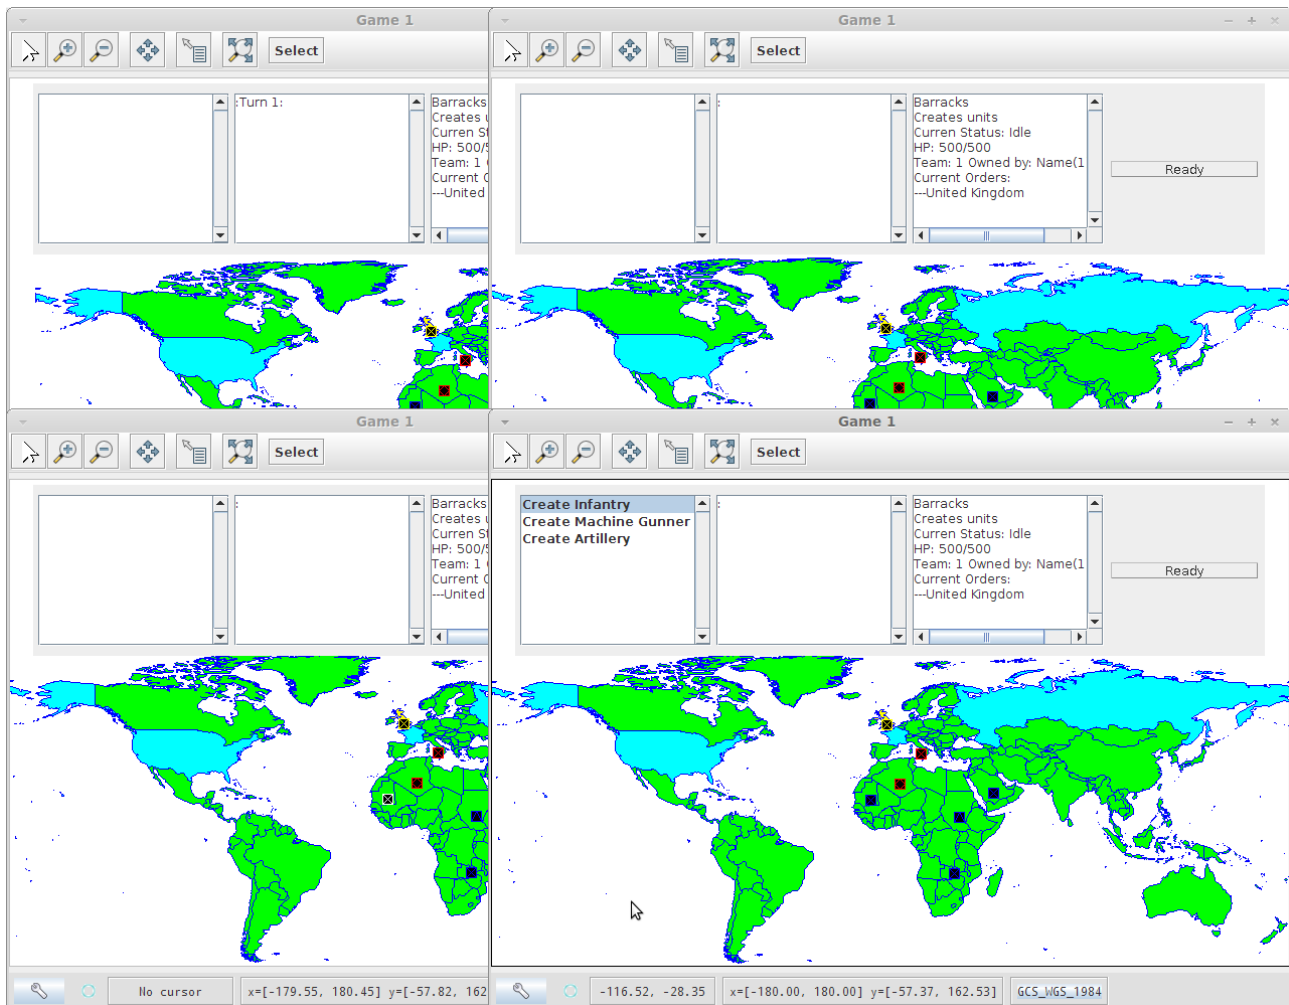 Game 1
Select
:Turn 1:
Barracks
Creates u
Curren St
HP: 500/5
Team: 1 O
Current O
---United
Game 1
Select
:
Barracks
Creates units
Curren Status: Idle
HP: 500/500
Team: 1 Owned by: Name(1
Current Orders:
---United Kingdom
Ready
Game 1
Select
:
Barracks
Creates u
Curren St
HP: 500/5
Team: 1 O
Current O
---United
No cursor
x=[-179.55, 180.45] y=[-57.82, 162
Game 1
Select
Create Infantry
Create Machine Gunner
Create Artillery
:
Barracks
Creates units
Curren Status: Idle
HP: 500/500
Team: 1 Owned by: Name(1
Current Orders:
---United Kingdom
Ready
-116.52, -28.35
x=[-180.00, 180.00] y=[-57.37, 162.53]
GCS_WGS_1984